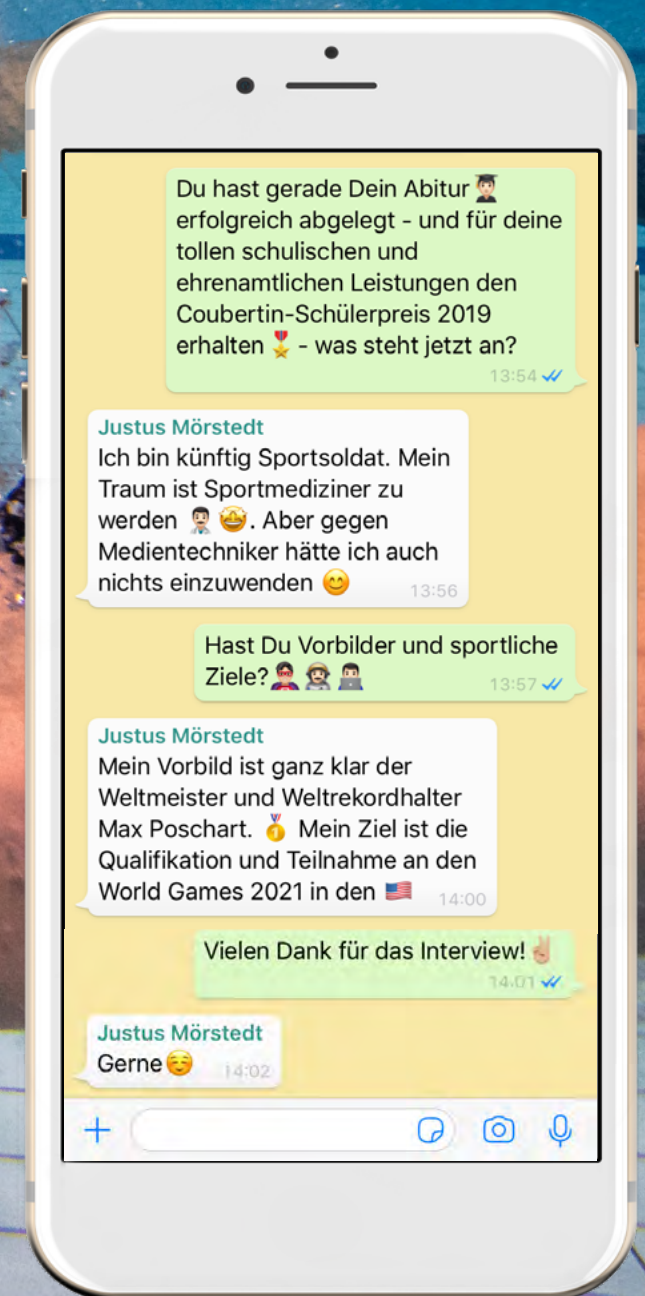 Du hast gerade Dein Abitur 👨🏻‍🎓
erfolgreich abgelegt - und für deine
tollen schulischen und
ehrenamtlichen Leistungen den
Coubertin-Schülerpreis 2019
erhalten 🎖️ - was steht jetzt an?
13:54
Justus Mörstedt
Ich bin künftig Sportsoldat. Mein
Traum ist Sportmediziner zu
werden 👨🏻‍⚕️ 🤩. Aber gegen
Medientechniker hätte ich auch
nichts einzuwenden 😊
13:56
Hast Du Vorbilder und sportliche
Ziele? 🦸🏻‍♂️ 👨🏻‍🚒 👨🏻‍💻
13:57
Justus Mörstedt
Mein Vorbild ist ganz klar der
Weltmeister und Weltrekordhalter
Max Poschart. 🥇 Mein Ziel ist die
Qualifikation und Teilnahme an den
World Games 2021 in den 🇺🇸
14:00
Vielen Dank für das Interview!✌🏼
14:01
Justus Mörstedt
Gerne☺️
14:02